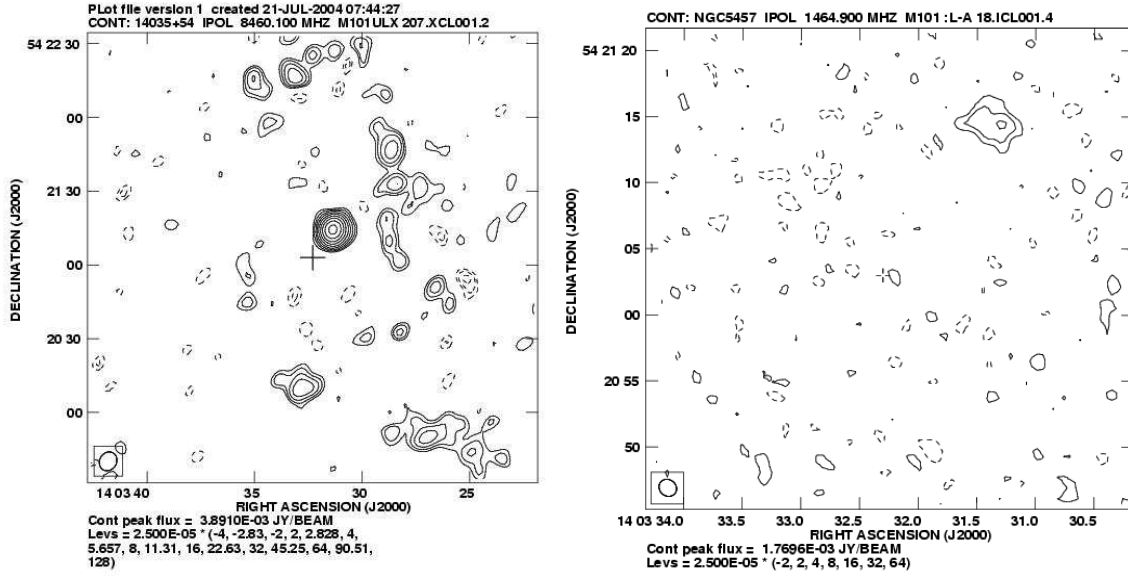 PLot file version 1 created 21-JUL-2004 07:44:27
CONT: 14035+54 IPOL 8460.100 MHZ M101ULX 207.XCL001.2
54 22 30
00
21 30
00
20 30
00
DECLINATION (J2000)
14 03 40 35 30 25
RIGHT ASCENSION (J2000)
Cont peak flux = 3.8910E-03 JY/BEAM
Levs = 2.500E-05 * (-4, -2.83, -2, 2, 2.828, 4,
5.657, 8, 11.31, 16, 22.63, 32, 45.25, 64, 90.51,
128)
CONT: NGC5457 IPOL 1464.900 MHZ M101 :L-A 18.ICL001.4
54 21 20
15
10
05
00
20 55
50
DECLINATION (J2000)
14 03 34.0 33.5 33.0 32.5 32.0 31.5 31.0 30.5
RIGHT ASCENSION (J2000)
Cont peak flux = 1.7696E-03 JY/BEAM
Levs = 2.500E-05 * (-2, 2, 4, 8, 16, 32, 64)